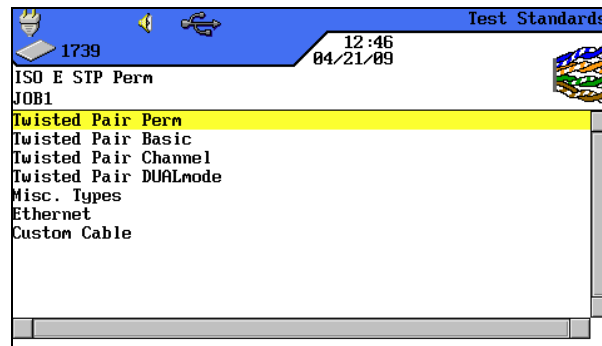 Test Standards
1739
12:46
04/21/09
ISO E STP Perm
JOB1
Twisted Pair Perm
Twisted Pair Basic
Twisted Pair Channel
Twisted Pair DUALmode
Misc. Types
Ethernet
Custom Cable